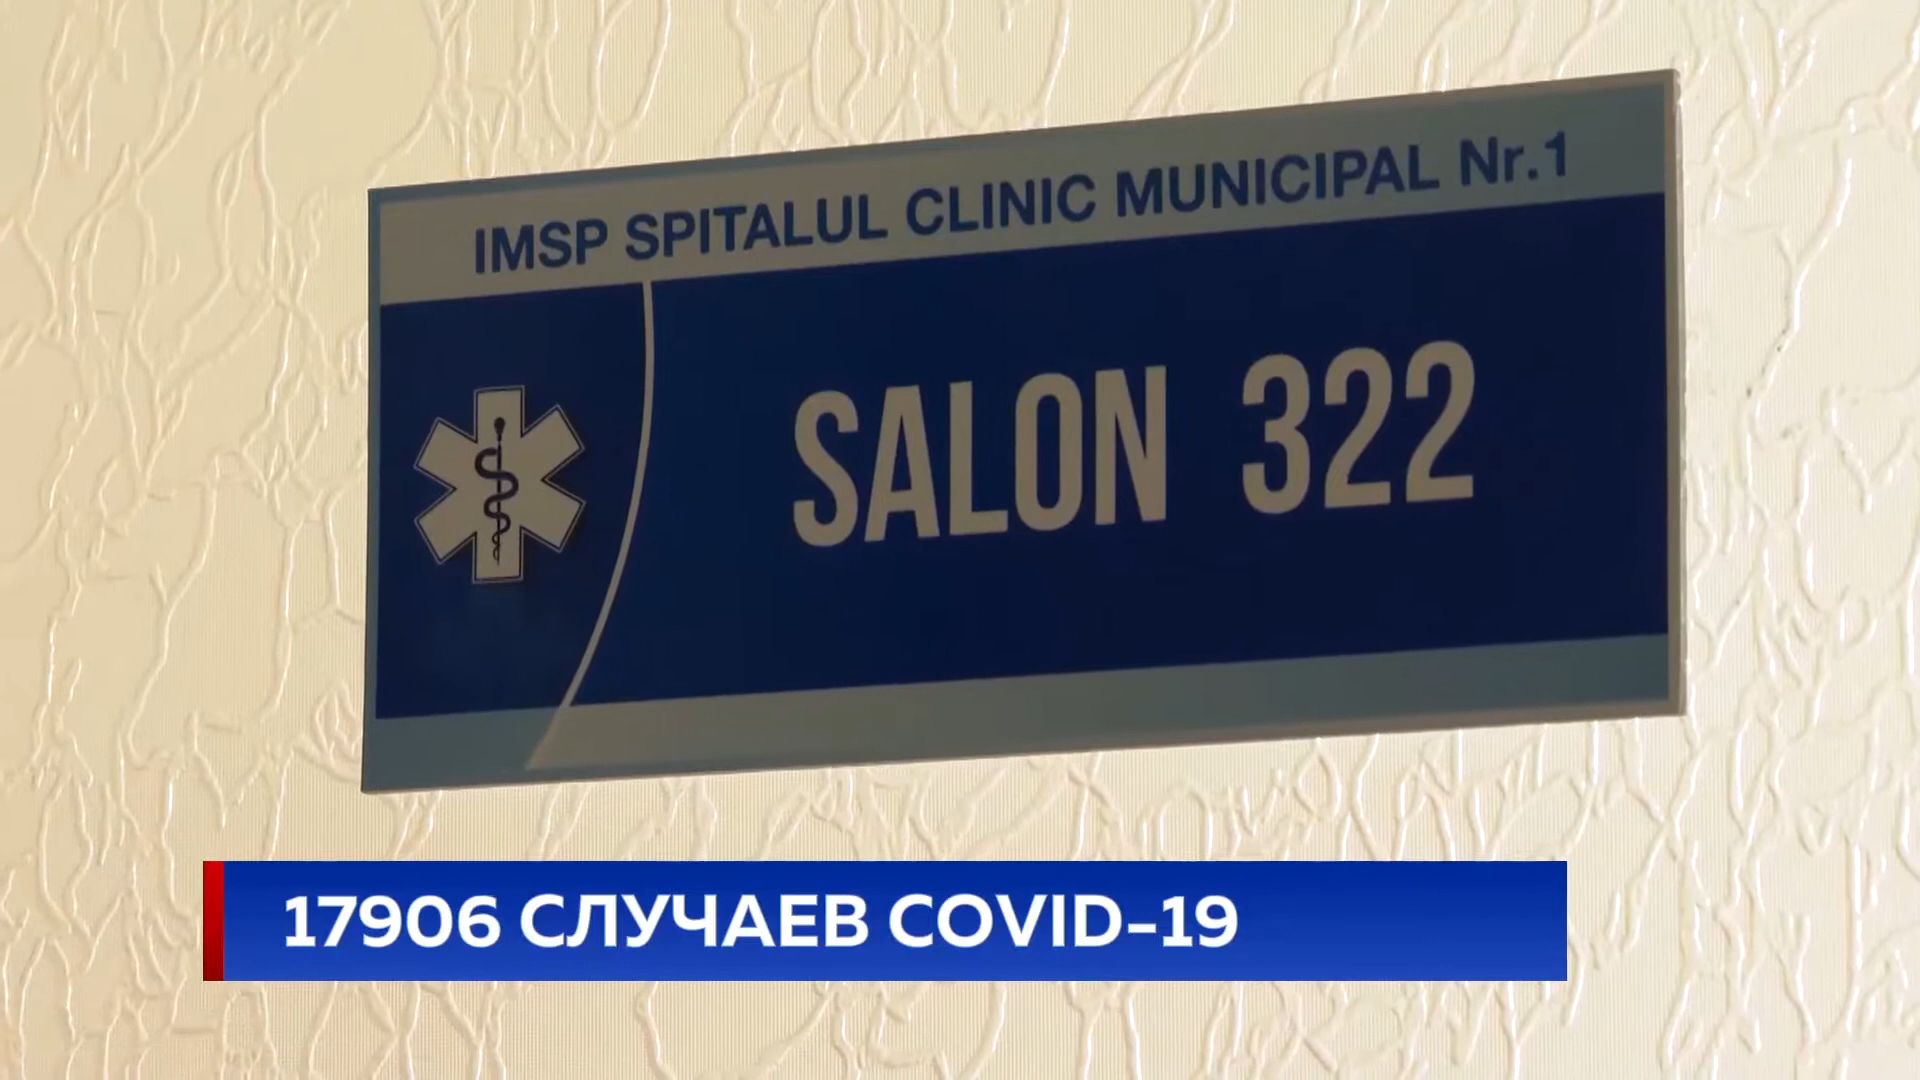 IMSP SPITALUL CLINIC MUNICIPAL Nr.1
SALON 322
17906 СЛУЧАЕВ COVID-19